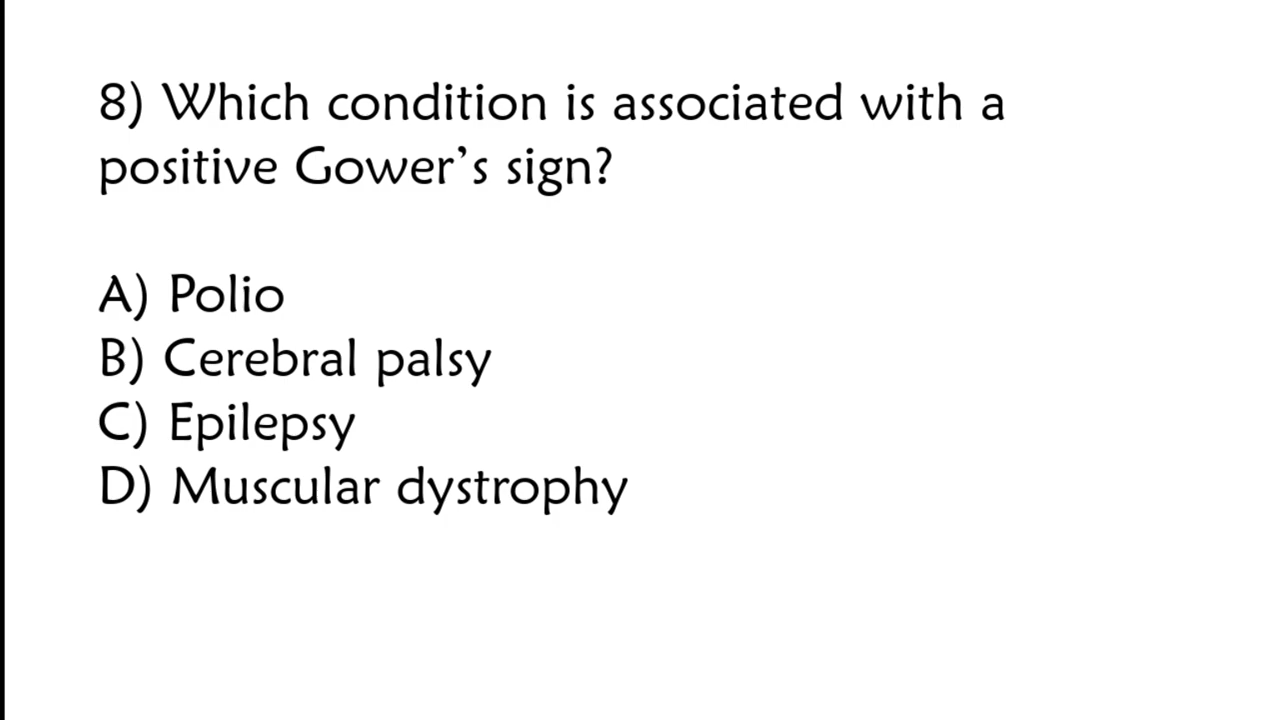 8) Which condition is associated with a
positive Gower’s sign?
A) Polio
B) Cerebral palsy
C) Epilepsy
D) Muscular dystrophy